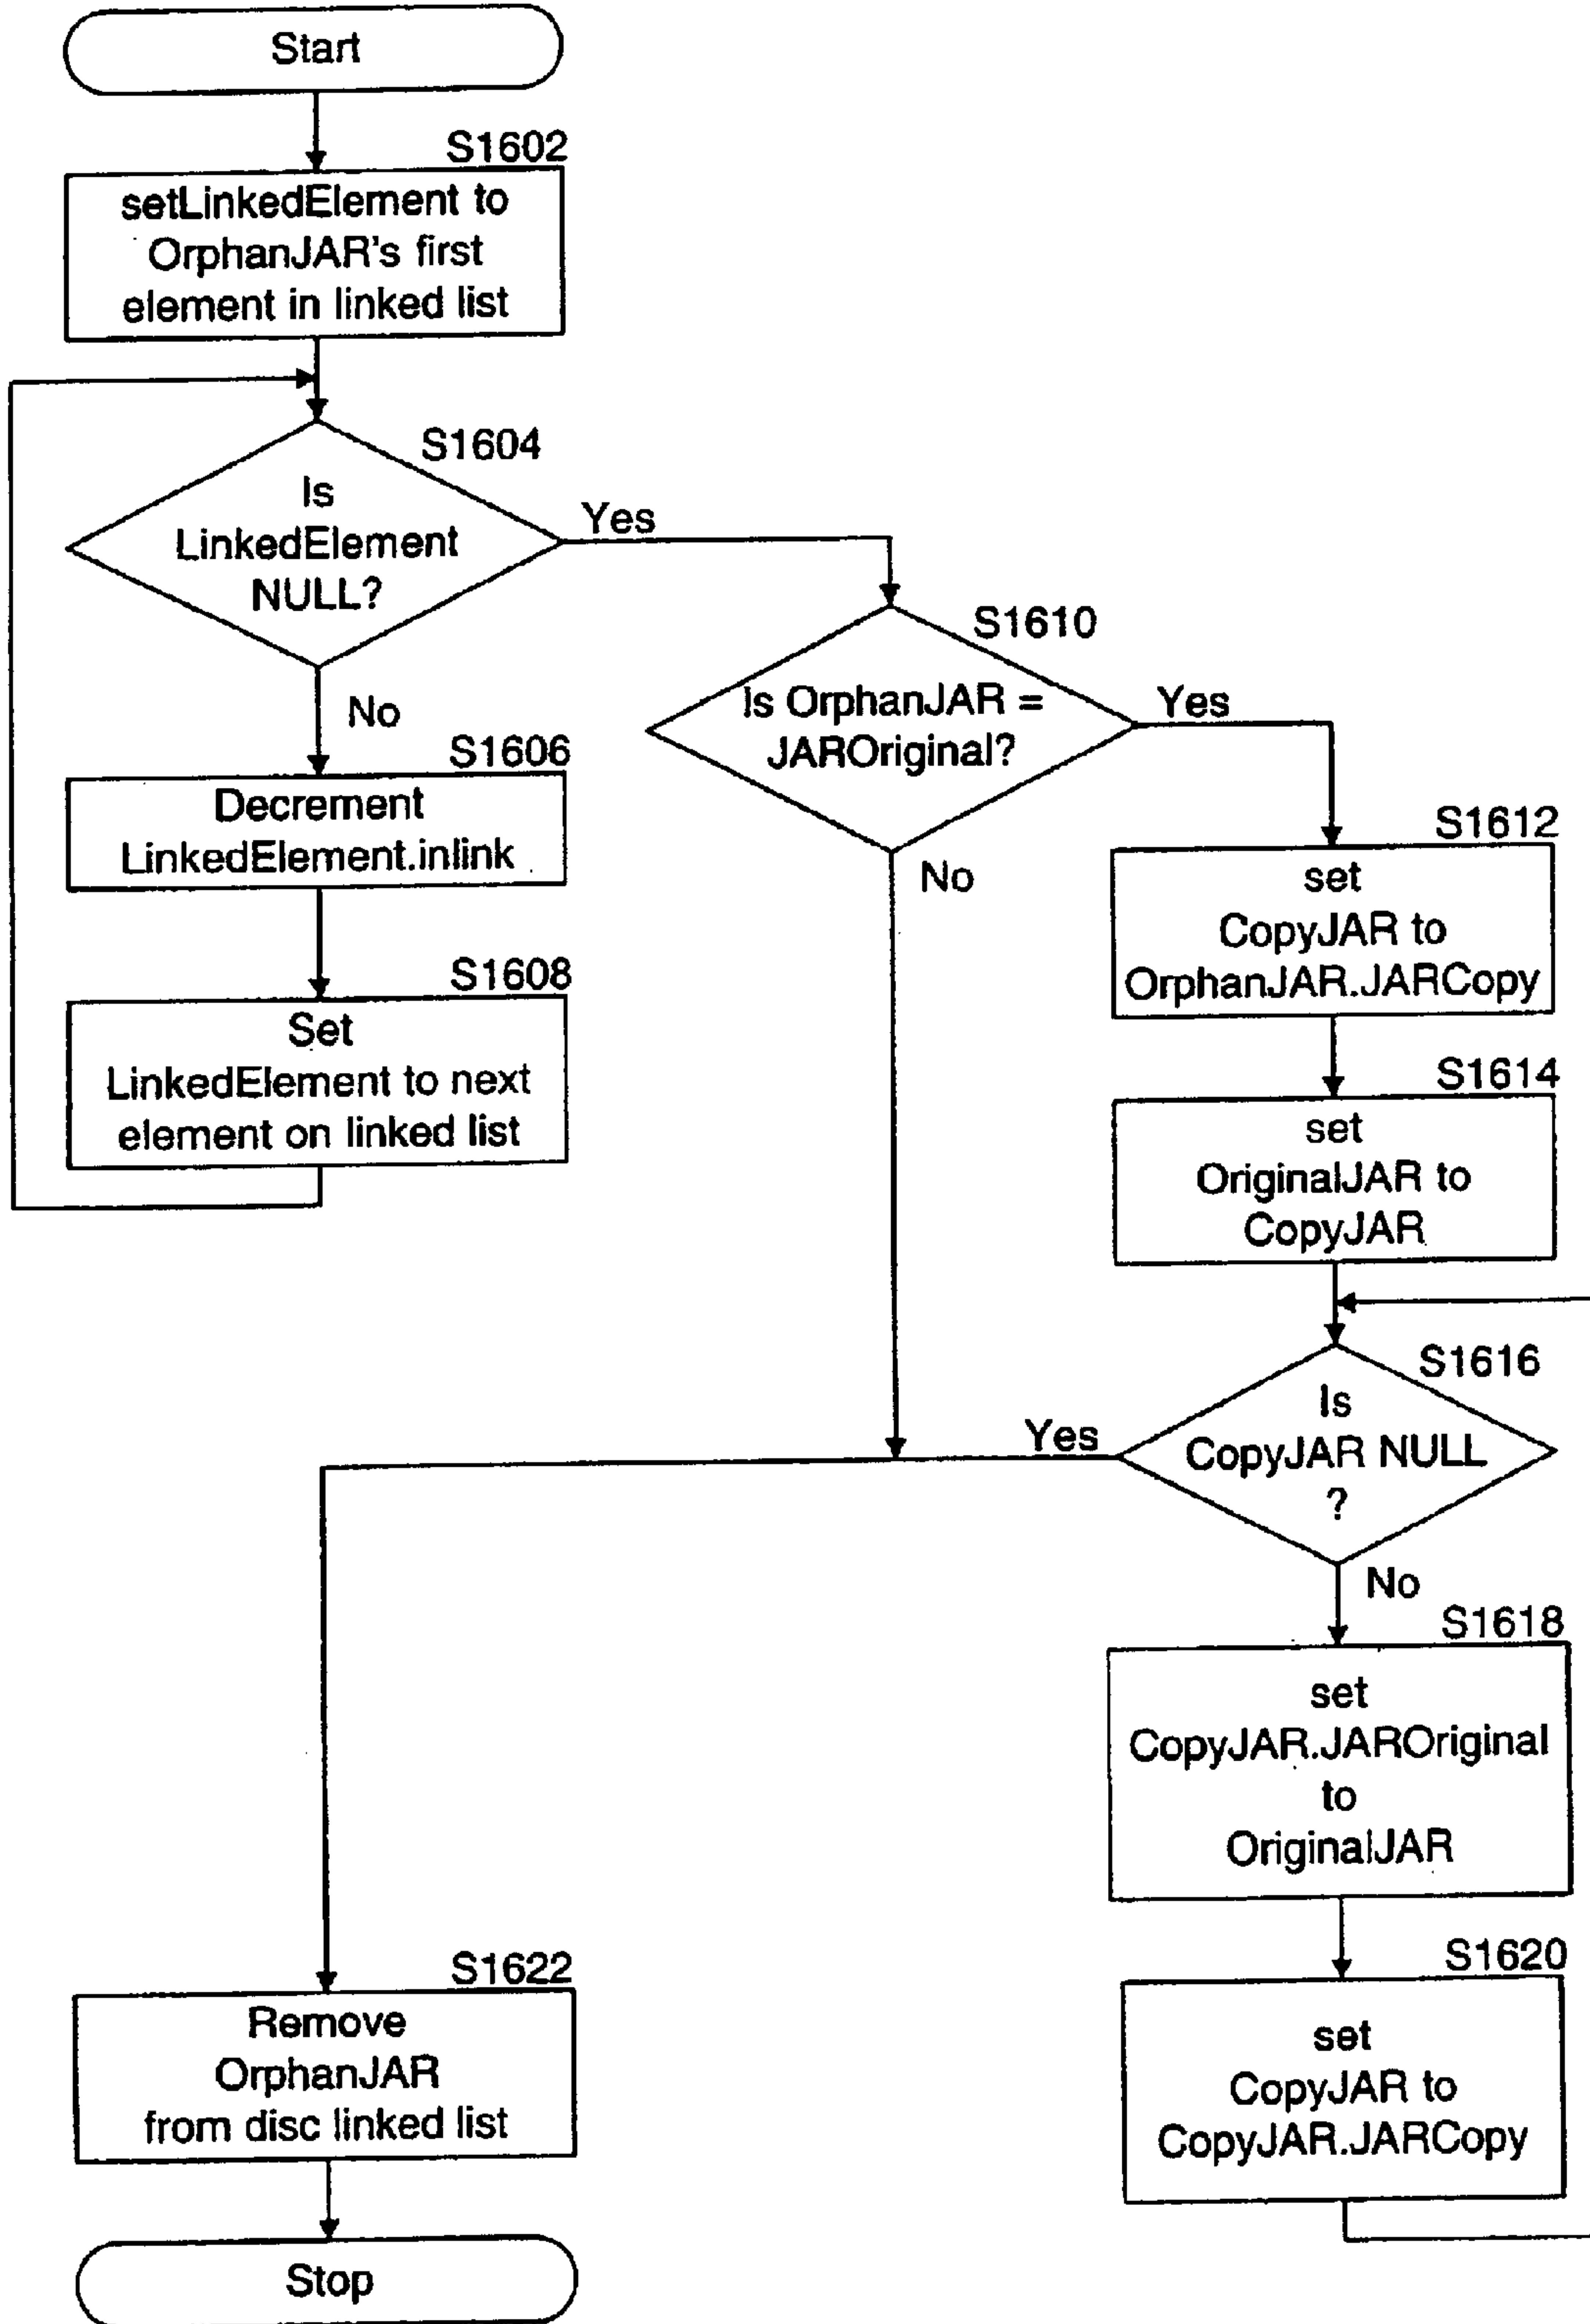 Start
S1602
setLinkedElement to
OrphanJAR's first
element in linked list
S1604
Is
LinkedElement
NULL?
Yes
No
S1606
Decrement
LinkedElement.inlink
S1608
Set
LinkedElement to next
element on linked list
S1610
Is OrphanJAR =
JAROriginal?
Yes
No
S1612
set
CopyJAR to
OrphanJAR.JARCopy
S1614
set
OriginalJAR to
CopyJAR
S1616
Is
CopyJAR NULL
?
Yes
No
S1618
set
CopyJAR.JAROriginal
to
OriginalJAR
S1620
set
CopyJAR to
CopyJAR.JARCopy
S1622
Remove
OrphanJAR
from disc linked list
Stop